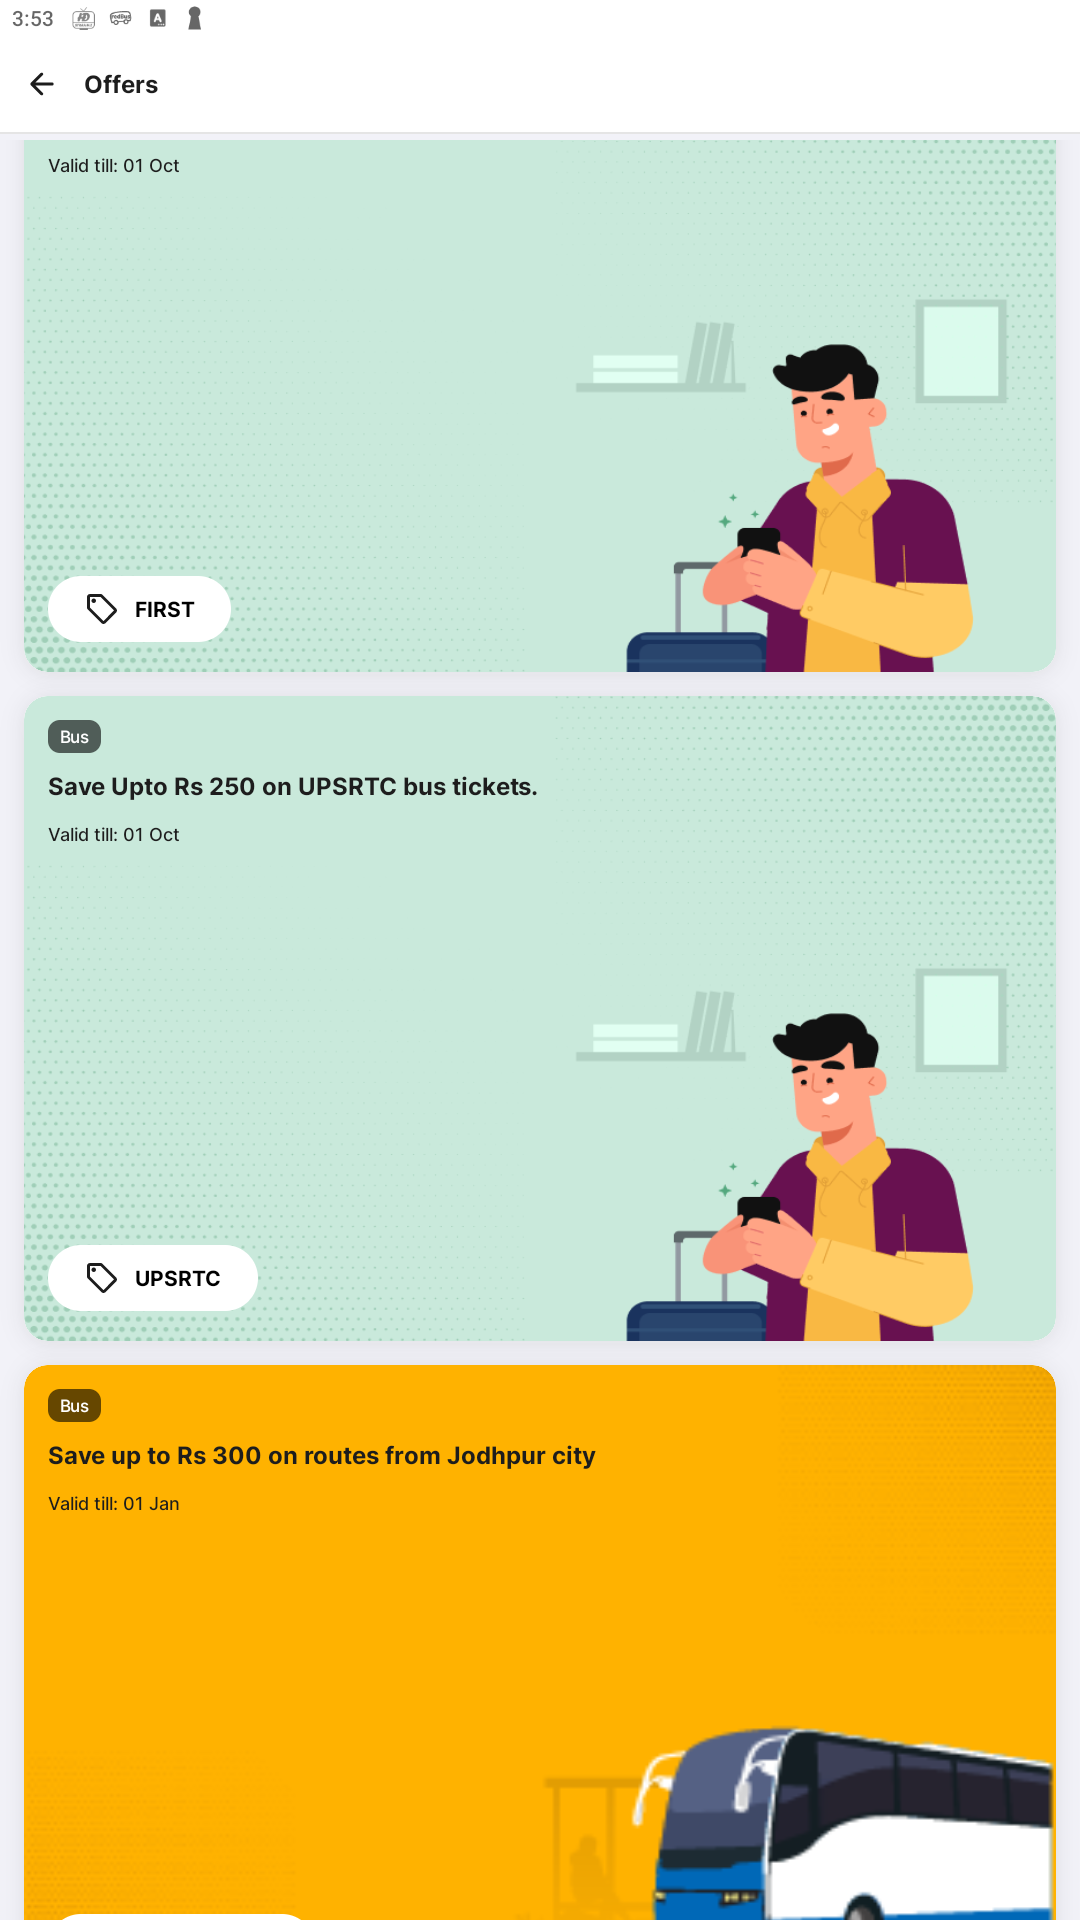 3:53
Offers
Valid till: 01 Oct
FIRST
Bus
Save Upto Rs 250 on UPSRTC bus tickets.
Valid till: 01 Oct
UPSRTC
Bus
Save up to Rs 300 on routes from Jodhpur city
Valid till: 01 Jan